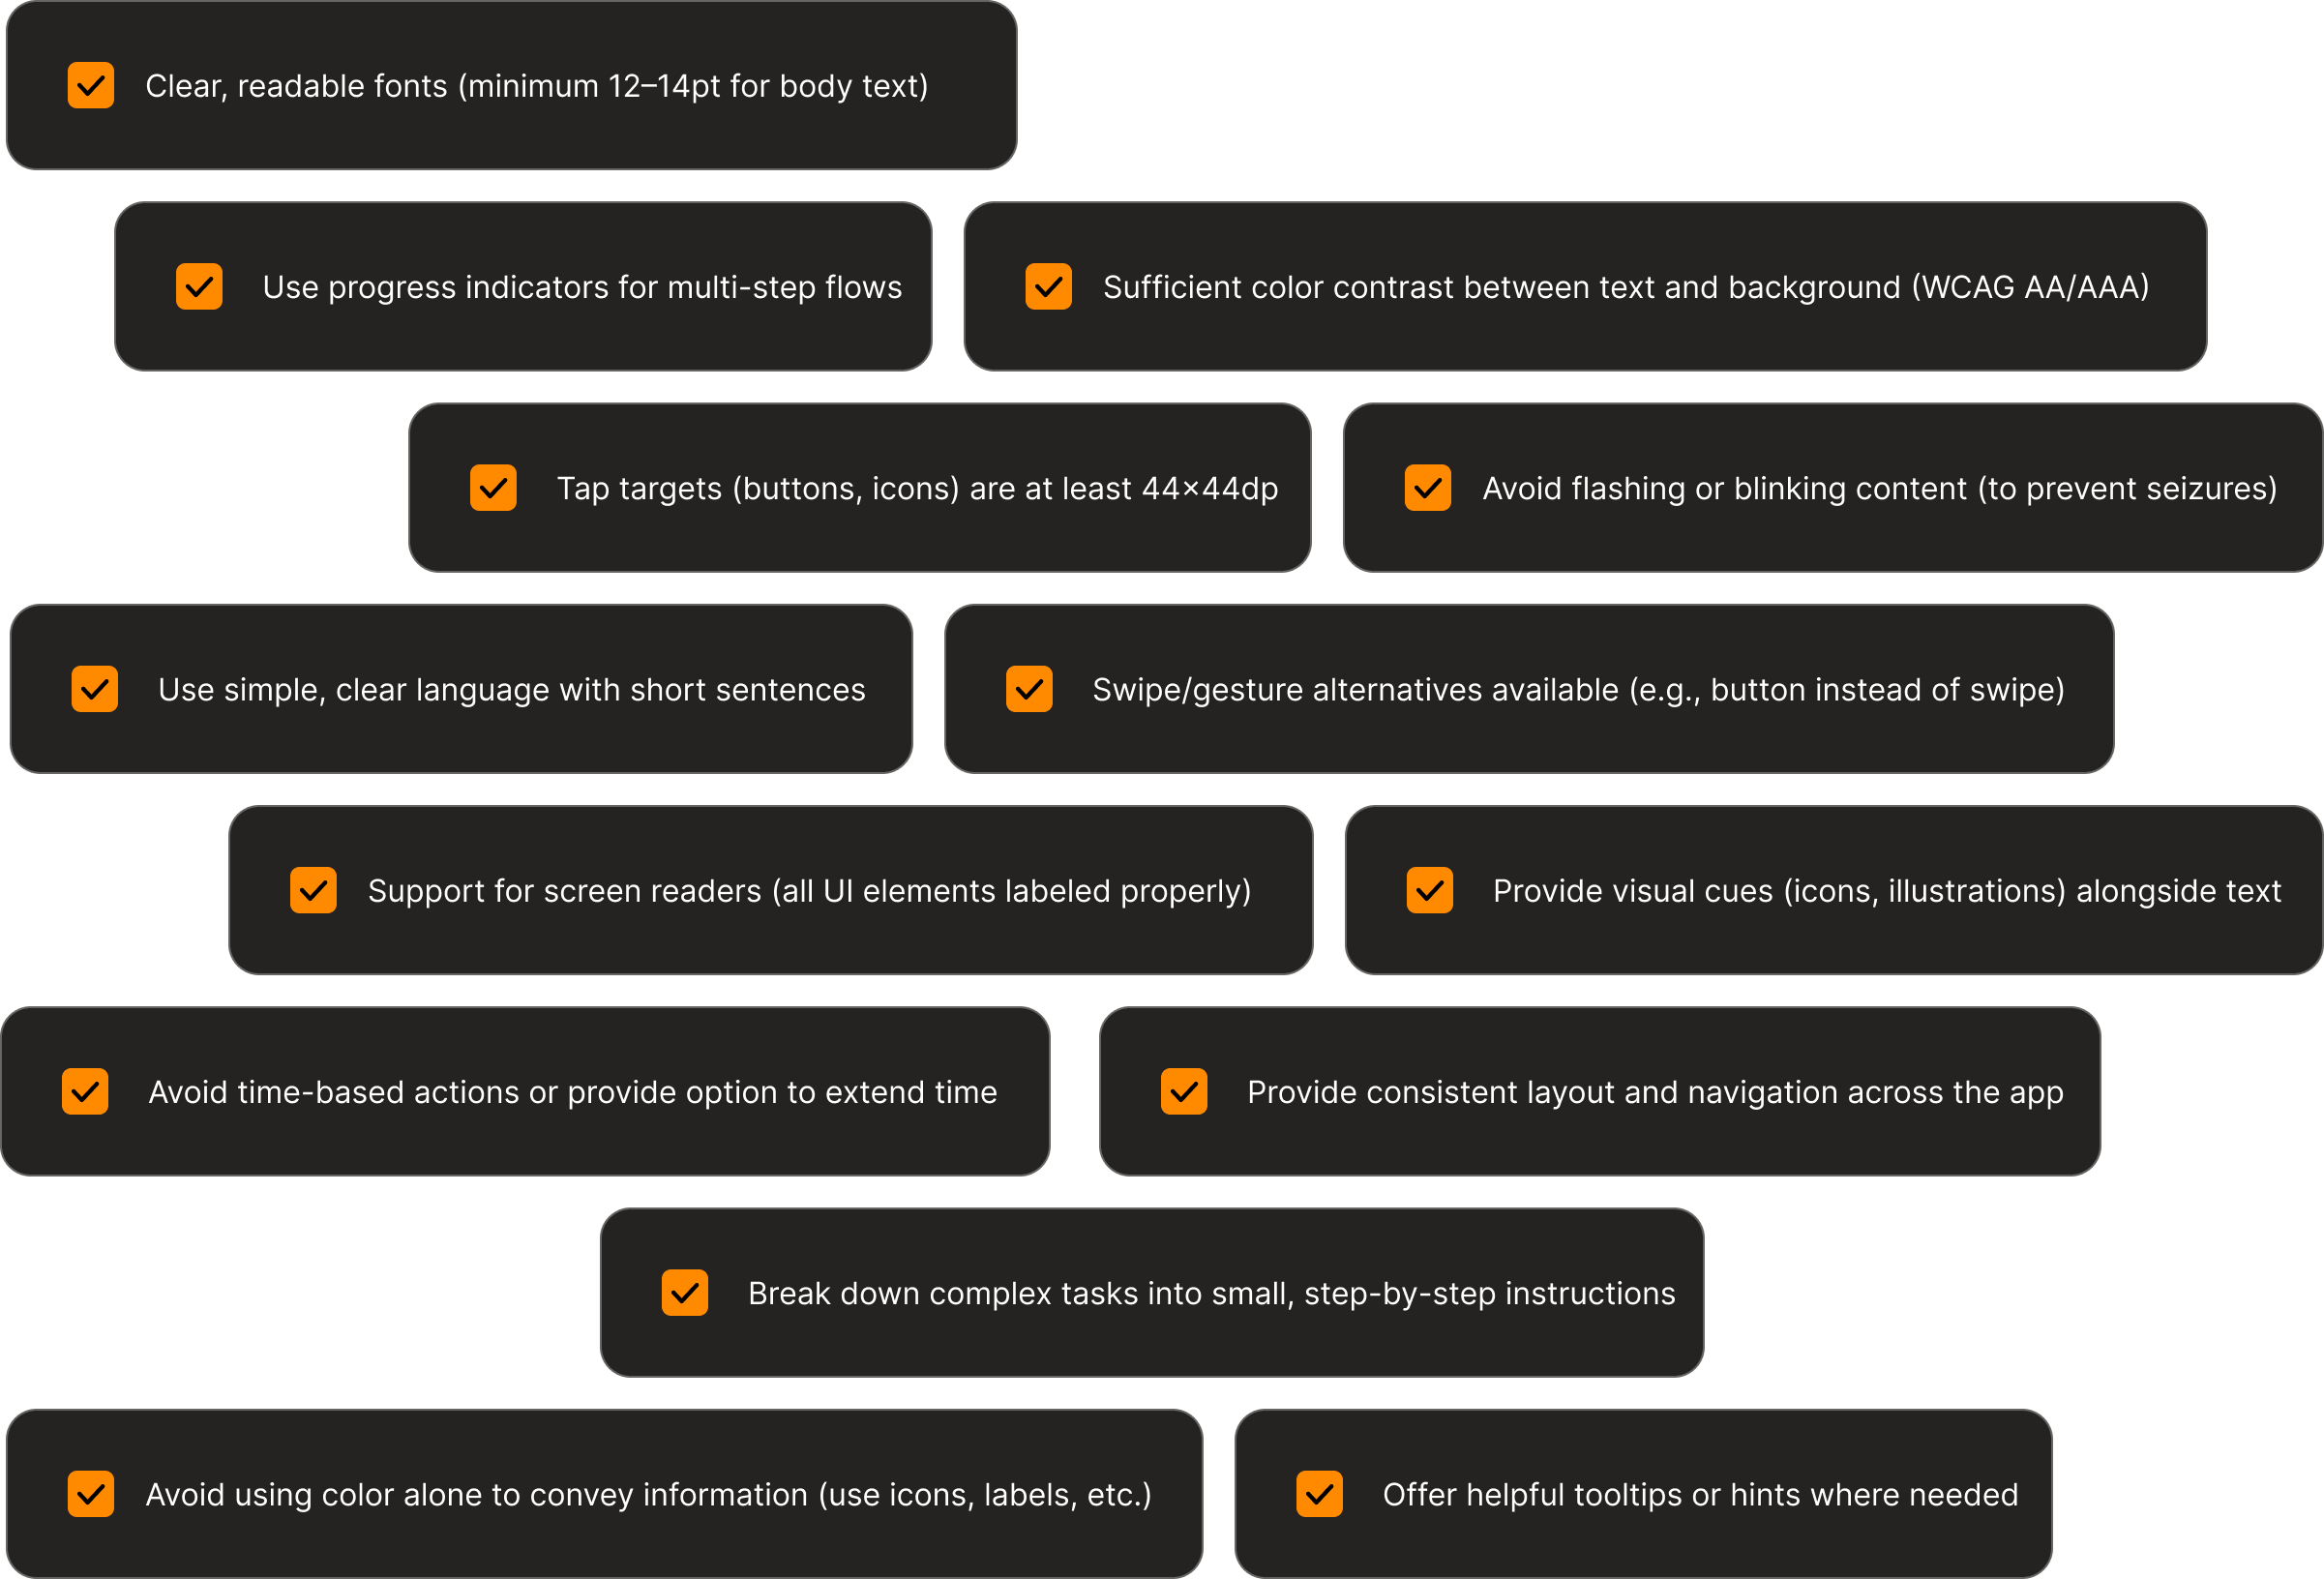 Clear, readable fonts (minimum 12–14pt for body text)
Use progress indicators for multi-step flows
Sufficient color contrast between text and background (WCAG AA/AAA)
Tap targets (buttons, icons) are at least 44×44dp
Avoid flashing or blinking content (to prevent seizures)
Use simple, clear language with short sentences
Swipe/gesture alternatives available (e.g., button instead of swipe)
Support for screen readers (all UI elements labeled properly)
Provide visual cues (icons, illustrations) alongside text
Avoid time-based actions or provide option to extend time
Provide consistent layout and navigation across the app
Break down complex tasks into small, step-by-step instructions
Avoid using color alone to convey information (use icons, labels, etc.)
Offer helpful tooltips or hints where needed